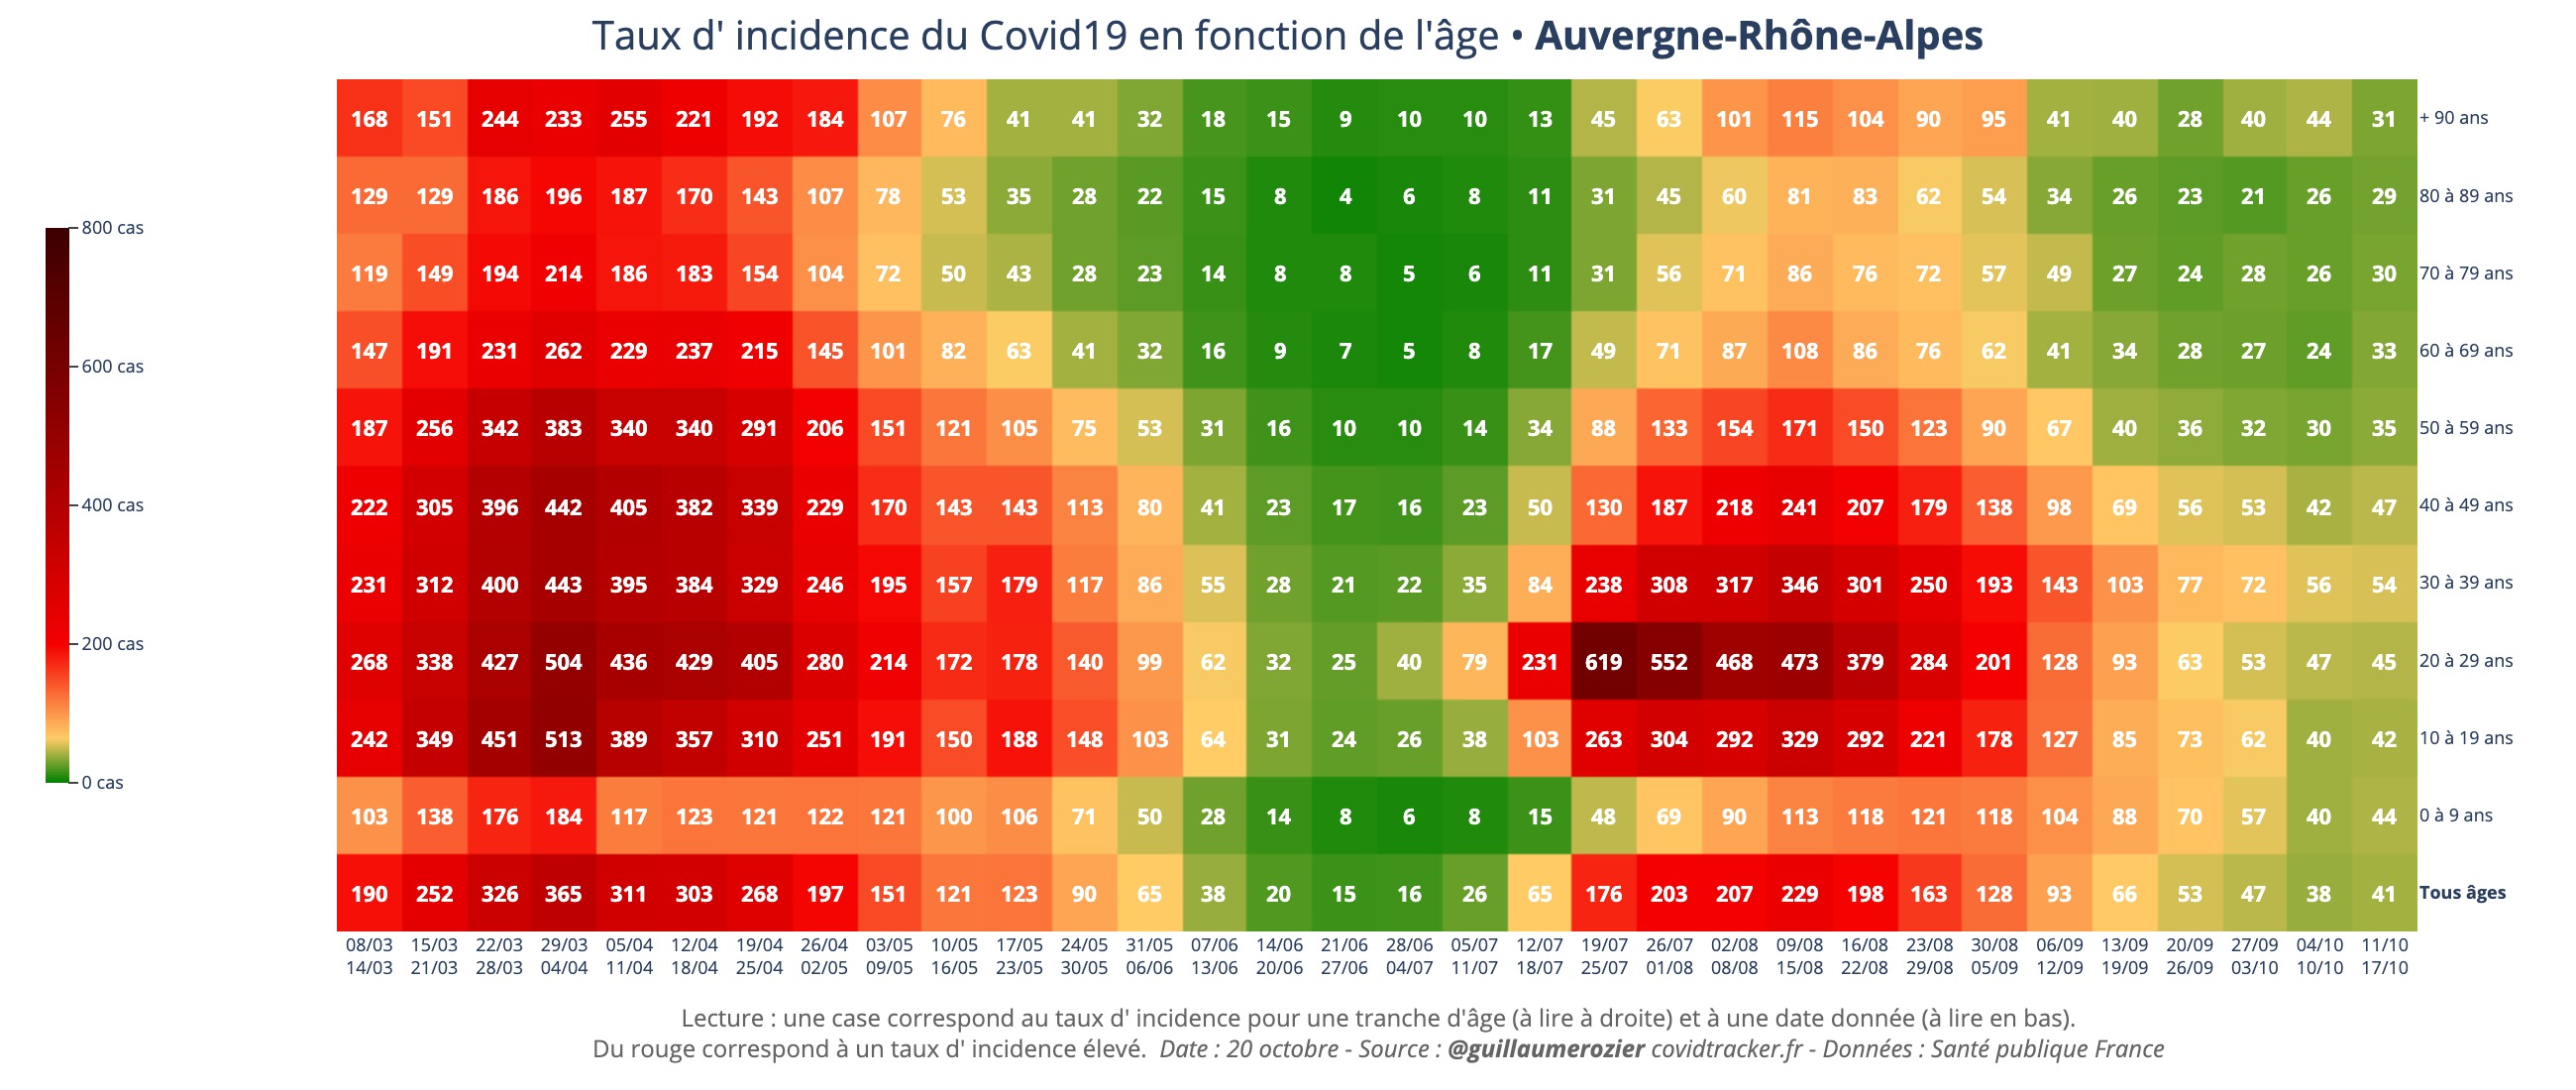 Taux d' incidence du Covid19 en fonction de l'âge • Auvergne-Rhône-Alpes
800 cas
600 cas
400 cas
200 cas
0 cas
168 151 244 233 255 221 192 184 107 76 41 41 32 18 15 9 10 10 13 45 63 101 115 104 90 95 41 40 28 40 44 31 + 90 ans
129 129 186 196 187 170 143 107 78 53 35 28 22 15 8 4 6 8 11 31 45 60 81 83 62 54 34 26 23 21 26 29 80 à 89 ans
119 149 194 214 186 183 154 104 72 50 43 28 23 14 8 8 5 6 11 31 56 71 86 76 72 57 49 27 24 28 26 30 70 à 79 ans
147 191 231 262 229 237 215 145 101 82 63 41 32 16 9 7 5 8 17 49 71 87 108 86 76 62 41 34 28 27 24 33 60 à 69 ans
187 256 342 383 340 340 291 206 151 121 105 75 53 31 16 10 10 14 34 88 133 154 171 150 123 90 67 40 36 32 30 35 50 à 59 ans
222 305 396 442 405 382 339 229 170 143 143 113 80 41 23 17 16 23 50 130 187 218 241 207 179 138 98 69 56 53 42 47 40 à 49 ans
231 312 400 443 395 384 329 246 195 157 179 117 86 55 28 21 22 35 84 238 308 317 346 301 250 193 143 103 77 72 56 54 30 à 39 ans
268 338 427 504 436 429 405 280 214 172 178 140 99 62 32 25 40 79 231 619 552 468 473 379 284 201 128 93 63 53 47 45 20 à 29 ans
242 349 451 513 389 357 310 251 191 150 188 148 103 64 31 24 26 38 103 263 304 292 329 292 221 178 127 85 73 62 40 42 10 à 19 ans
103 138 176 184 117 123 121 122 121 100 106 71 50 28 14 8 6 8 15 48 69 90 113 118 121 118 104 88 70 57 40 44 0 à 9 ans
190 252 326 365 311 303 268 197 151 121 123 90 65 38 20 15 16 26 65 176 203 207 229 198 163 128 93 66 53 47 38 41 Tous âges
08/03 15/03 22/03 29/03 05/04 12/04 19/04 26/04 03/05 10/05 17/05 24/05 31/05 07/06 14/06 21/06 28/06 05/07 12/07 19/07 26/07 02/08 09/08 16/08 23/08 30/08 06/09 13/09 20/09 27/09 04/10 11/10
14/03 21/03 28/03 04/04 11/04 18/04 25/04 02/05 09/05 16/05 23/05 30/05 06/06 13/06 20/06 27/06 04/07 11/07 18/07 25/07 01/08 08/08 15/08 22/08 29/08 05/09 12/09 19/09 26/09 03/10 10/10 17/10
Lecture : une case correspond au taux d' incidence pour une tranche d'âge (à lire à droite) et à une date donnée (à lire en bas).
Du rouge correspond à un taux d' incidence élevé. Date : 20 octobre - Source : @guillaumerozier covidtracker.fr - Données : Santé publique France